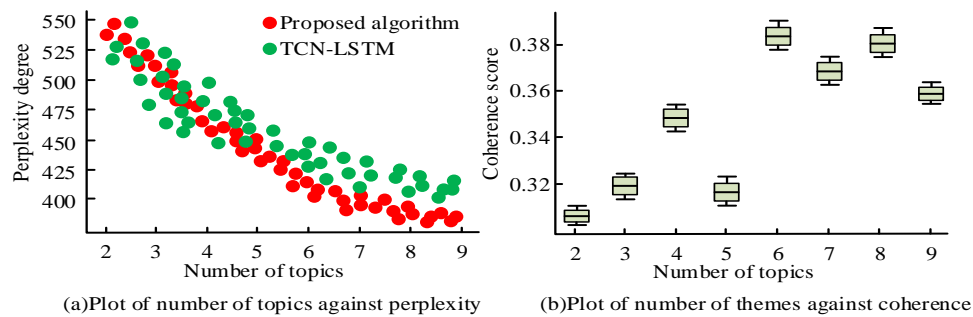 Perplexity degree
550
525
500
475
450
425
400
Proposed algorithm
TCN-LSTM
2 3 4 5 6 7 8 9
Number of topics
(a)Plot of number of topics against perplexity
Coherence score
0.38
0.36
0.34
0.32
2 3 4 5 6 7 8 9
Number of topics
(b)Plot of number of themes against coherence